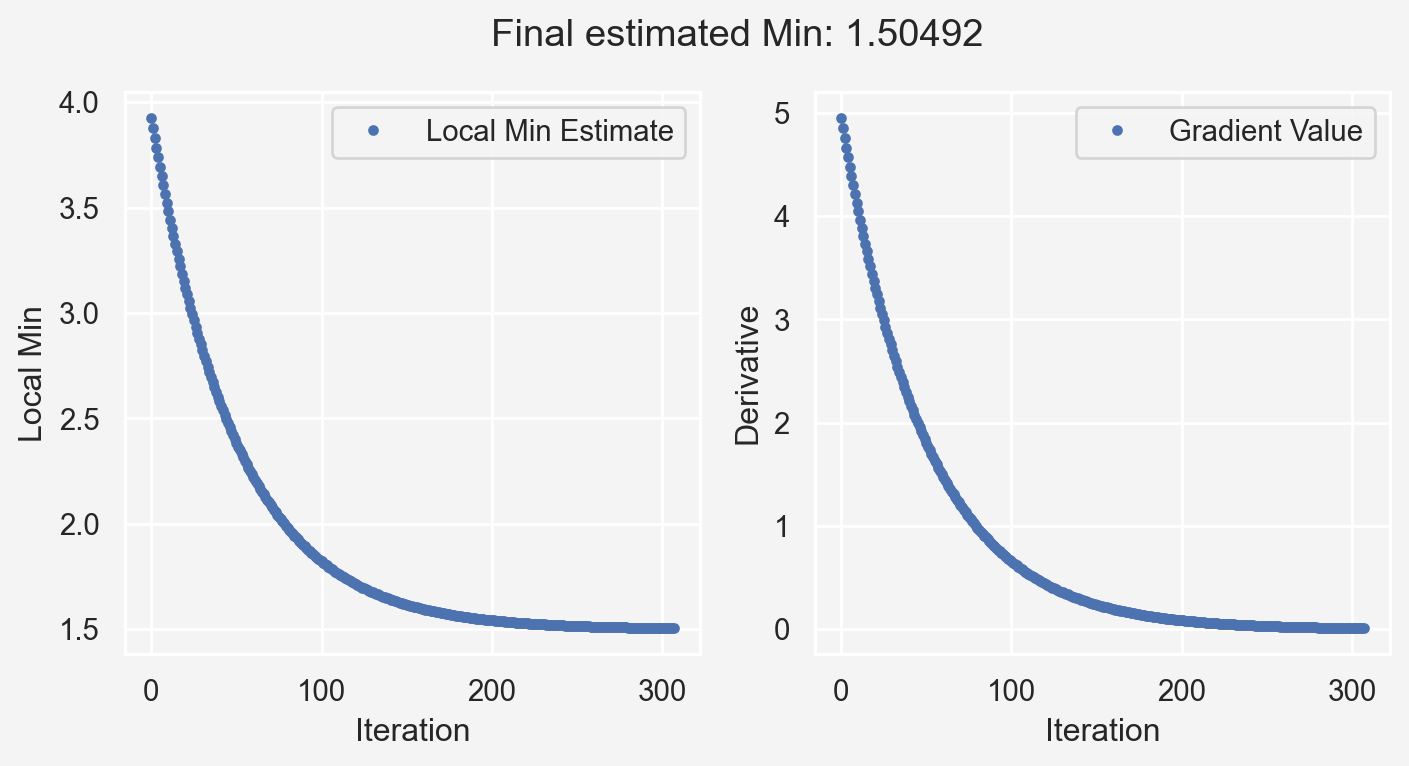 Final estimated Min: 1.50492
Local Min Estimate
4.0
3.5
3.0
2.5
2.0
1.5
Local Min
0 100 200 300
Iteration
Gradient Value
5
4
3
2
1
0
Derivative
0 100 200 300
Iteration